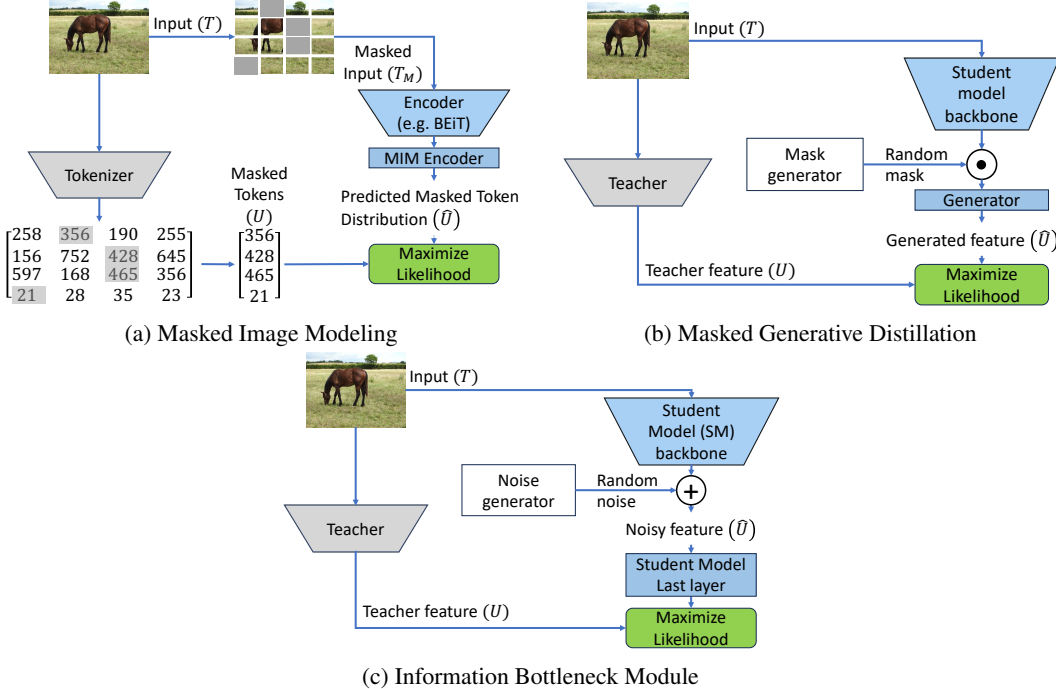 Input (T)
Masked
Input (T_M)
Encoder
(e.g. BEiT)
MIM Encoder
Predicted Masked Token
Distribution (Û)
Maximize
Likelihood
Tokenizer
Masked
Tokens
(U)
258 356 190 255
156 752 428 645
597 168 465 356
21 28 35 23
356
428
465
21
(a) Masked Image Modeling
Input (T)
Student
model
backbone
Mask
generator
Random
mask
Generator
Generated feature (Û)
Teacher
Teacher feature (U)
Maximize
Likelihood
(b) Masked Generative Distillation
Input (T)
Student
Model (SM)
backbone
Noise
generator
Random
noise
+
Noisy feature (Û)
Teacher
Student Model
Last layer
Teacher feature (U)
Maximize
Likelihood
(c) Information Bottleneck Module